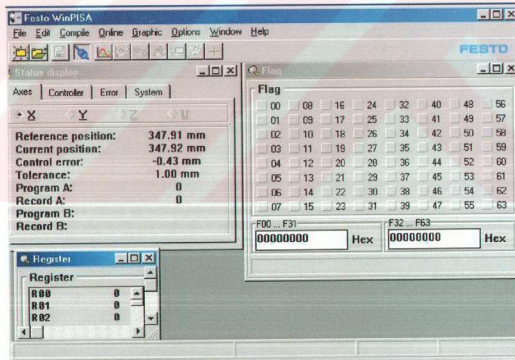 Festo WinPISA
File Edit Compile Online Graphic Options Window Help
FESTO
Status display
Axes Controller Error System
X Y Z U
Reference position: 347.91 mm
Current position: 347.92 mm
Control error: -0.43 mm
Tolerance: 1.00 mm
Program A: 0
Record A: 0
Program B:
Record B:
Flag
Flag
00 08 16 24 32 40 48 56
01 09 17 25 33 41 49 57
02 10 18 26 34 42 50 58
03 11 19 27 35 43 51 59
04 12 20 28 36 44 52 60
05 13 21 29 37 45 53 61
06 14 22 30 38 46 54 62
07 15 23 31 39 47 55 63
F00 ... F31 F32 ... F63
00000000 Hex 00000000 Hex
Register
Register
R00 0
R01 0
R02 0